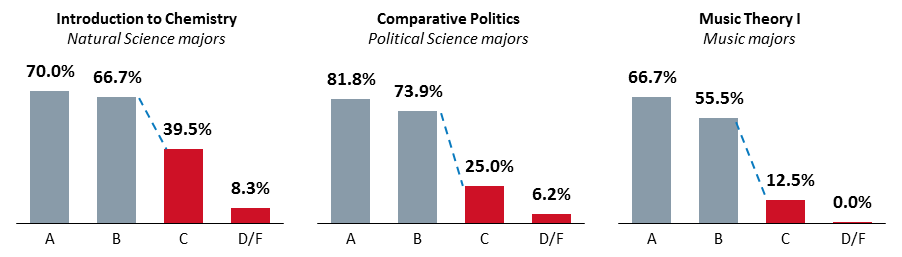 Introduction to Chemistry
Natural Science majors
70.0%
66.7%
39.5%
8.3%
A
B
C
D/F
Comparative Politics
Political Science majors
81.8%
73.9%
25.0%
6.2%
A
B
C
D/F
Music Theory I
Music majors
66.7%
55.5%
12.5%
0.0%
A
B
C
D/F